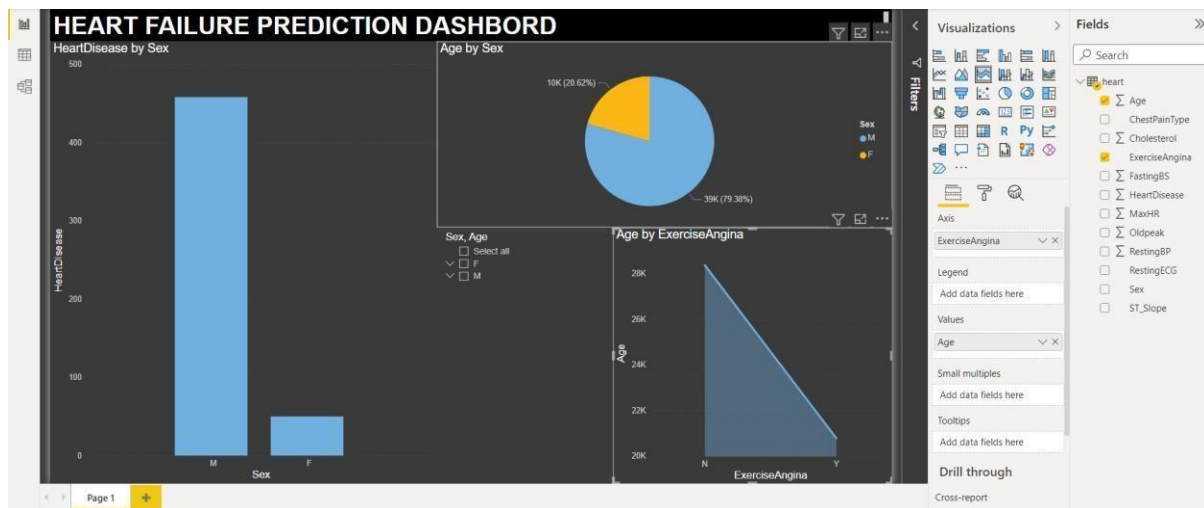 HEART FAILURE PREDICTION DASHBORD
HeartDisease by Sex
500
400
300
200
100
0
HeartDisease
M
F
Sex
Age by Sex
10K (20.62%)
39K (79.38%)
Sex
M
F
Sex, Age
Select all
F
M
Age by ExerciseAngina
28K
26K
24K
22K
20K
Age
N
Y
ExerciseAngina
Page 1
Filters
Visualizations
R
Py
Axis
ExerciseAngina
Legend
Add data fields here
Values
Age
Small multiples
Add data fields here
Tooltips
Add data fields here
Drill through
Cross-report
Fields
Search
heart
Age
ChestPainType
Cholesterol
ExerciseAngina
FastingBS
HeartDisease
MaxHR
Oldpeak
RestingBP
RestingECG
Sex
ST_Slope